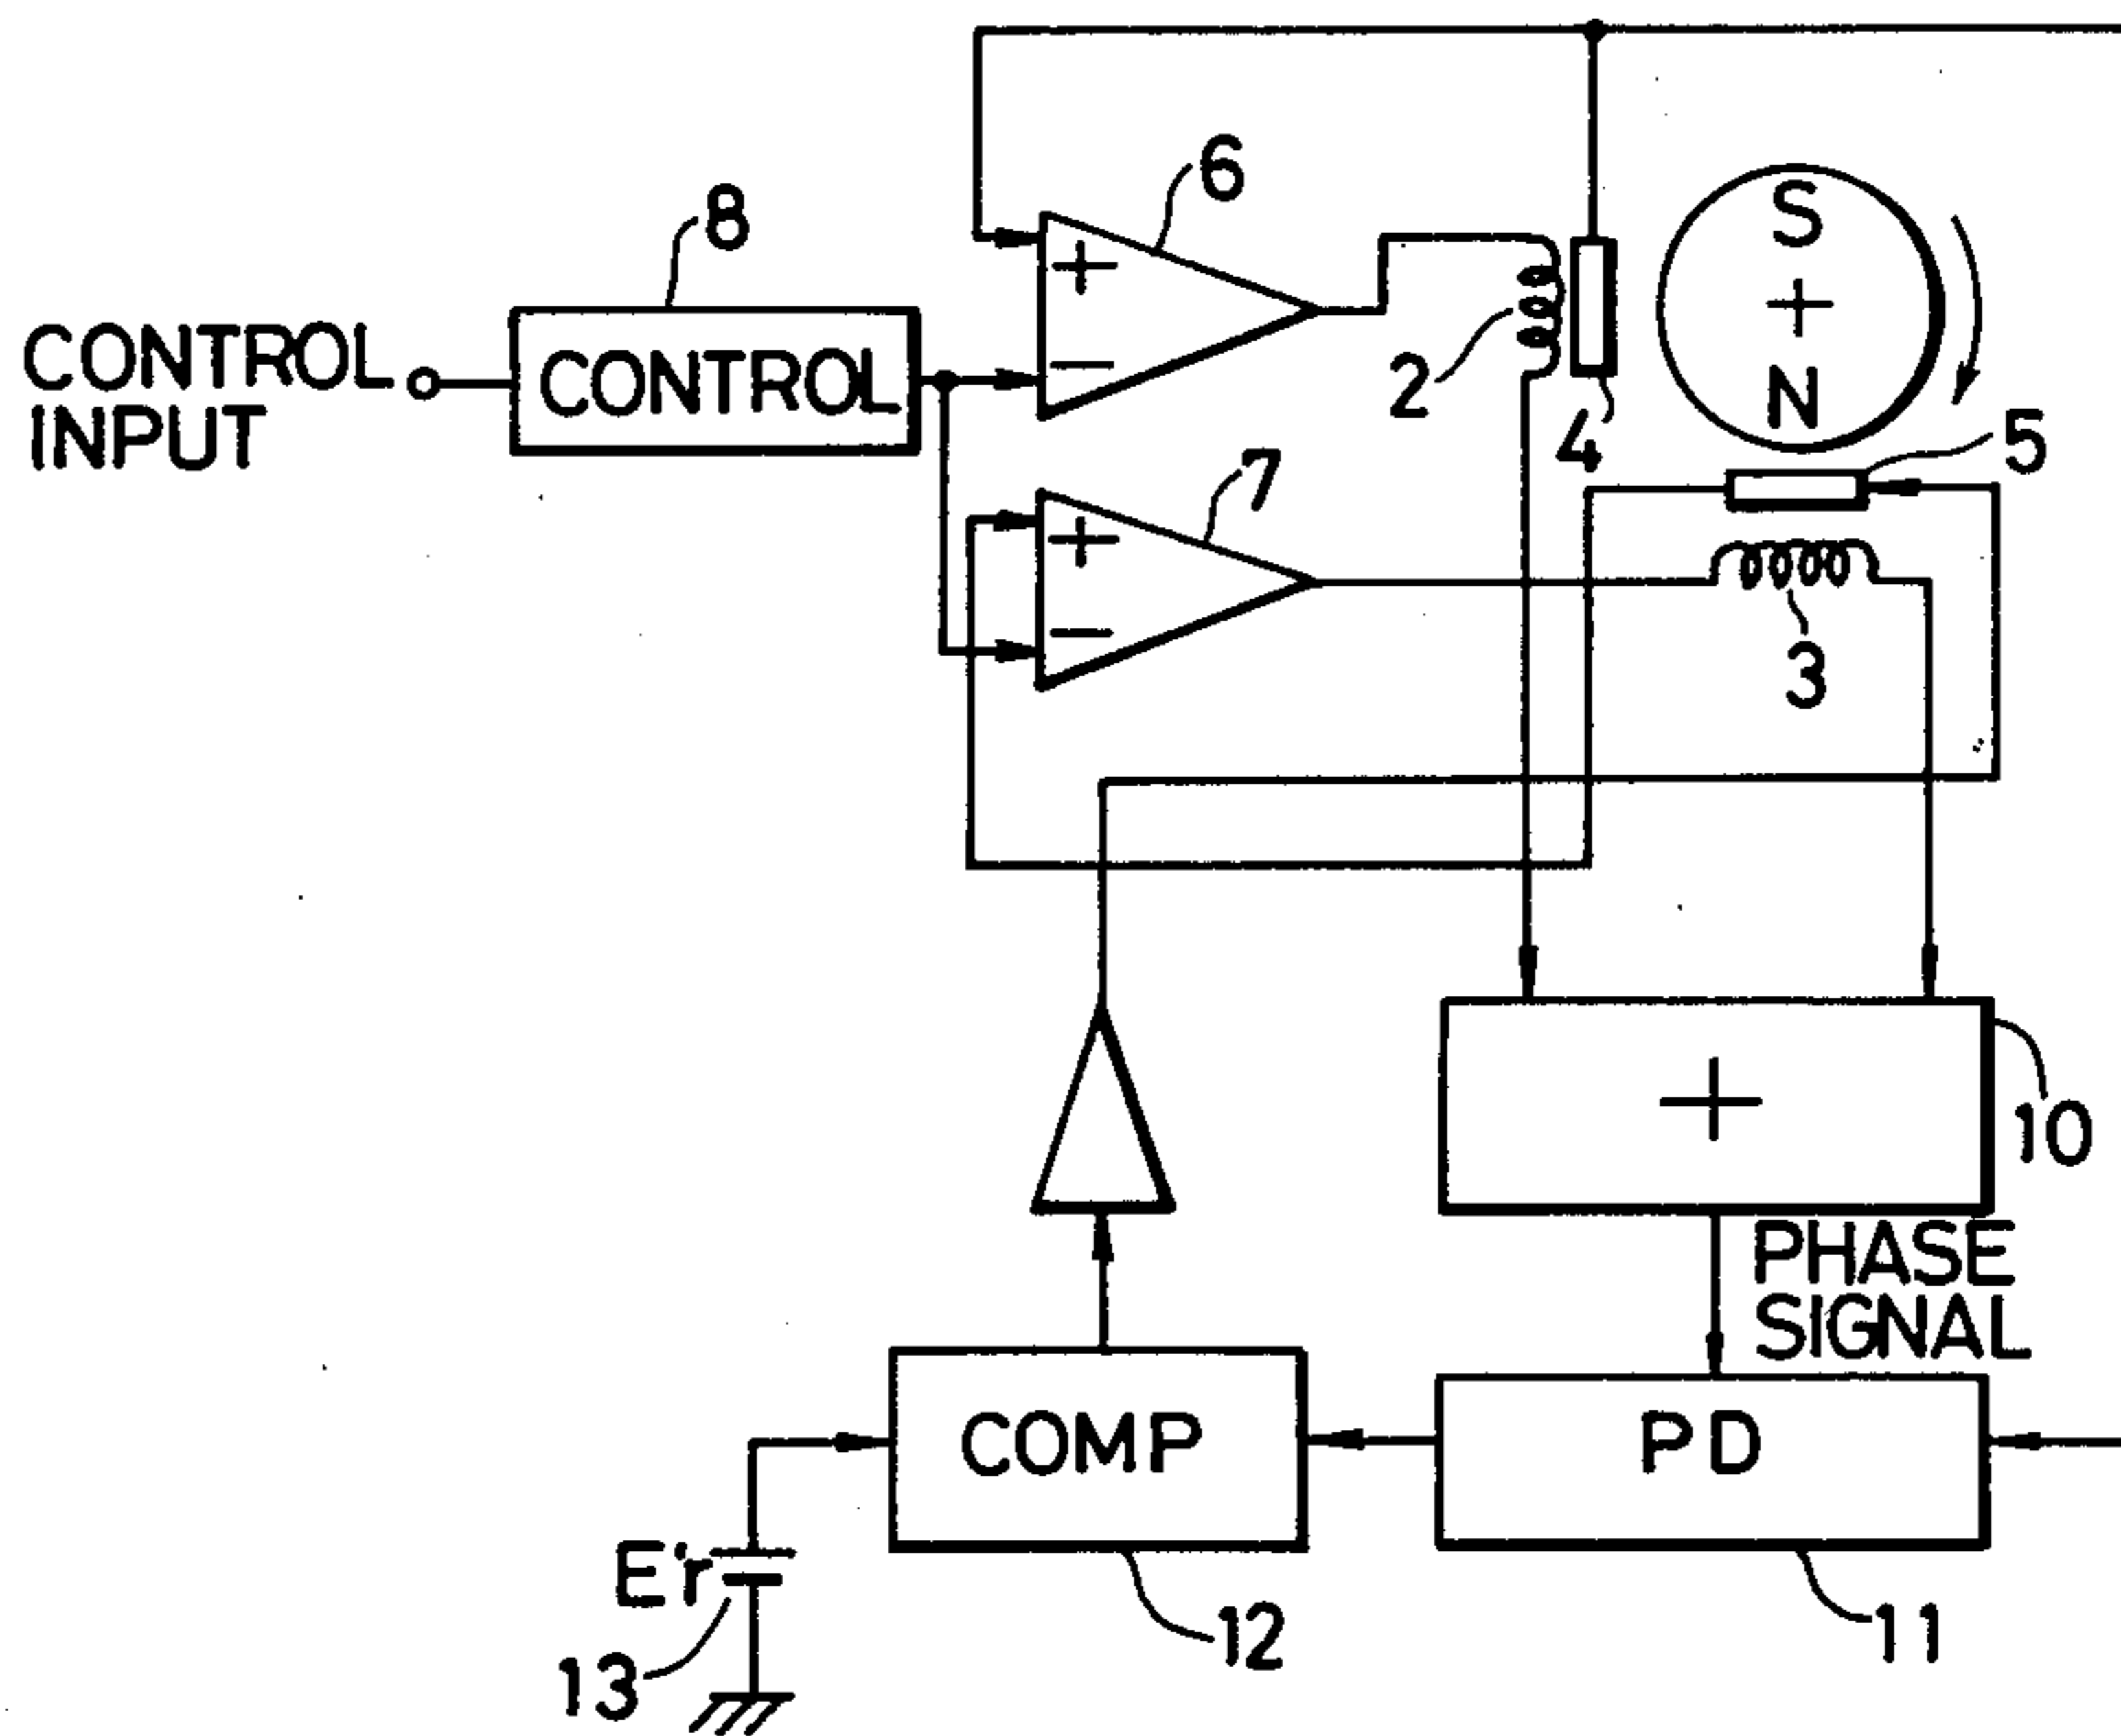 6
8
S
+
+
N
CONTROL
INPUT
CONTROL
−
2
4
5
7
+
−
3
+
10
PHASE
SIGNAL
COMP
PD
E'r
12
11
13